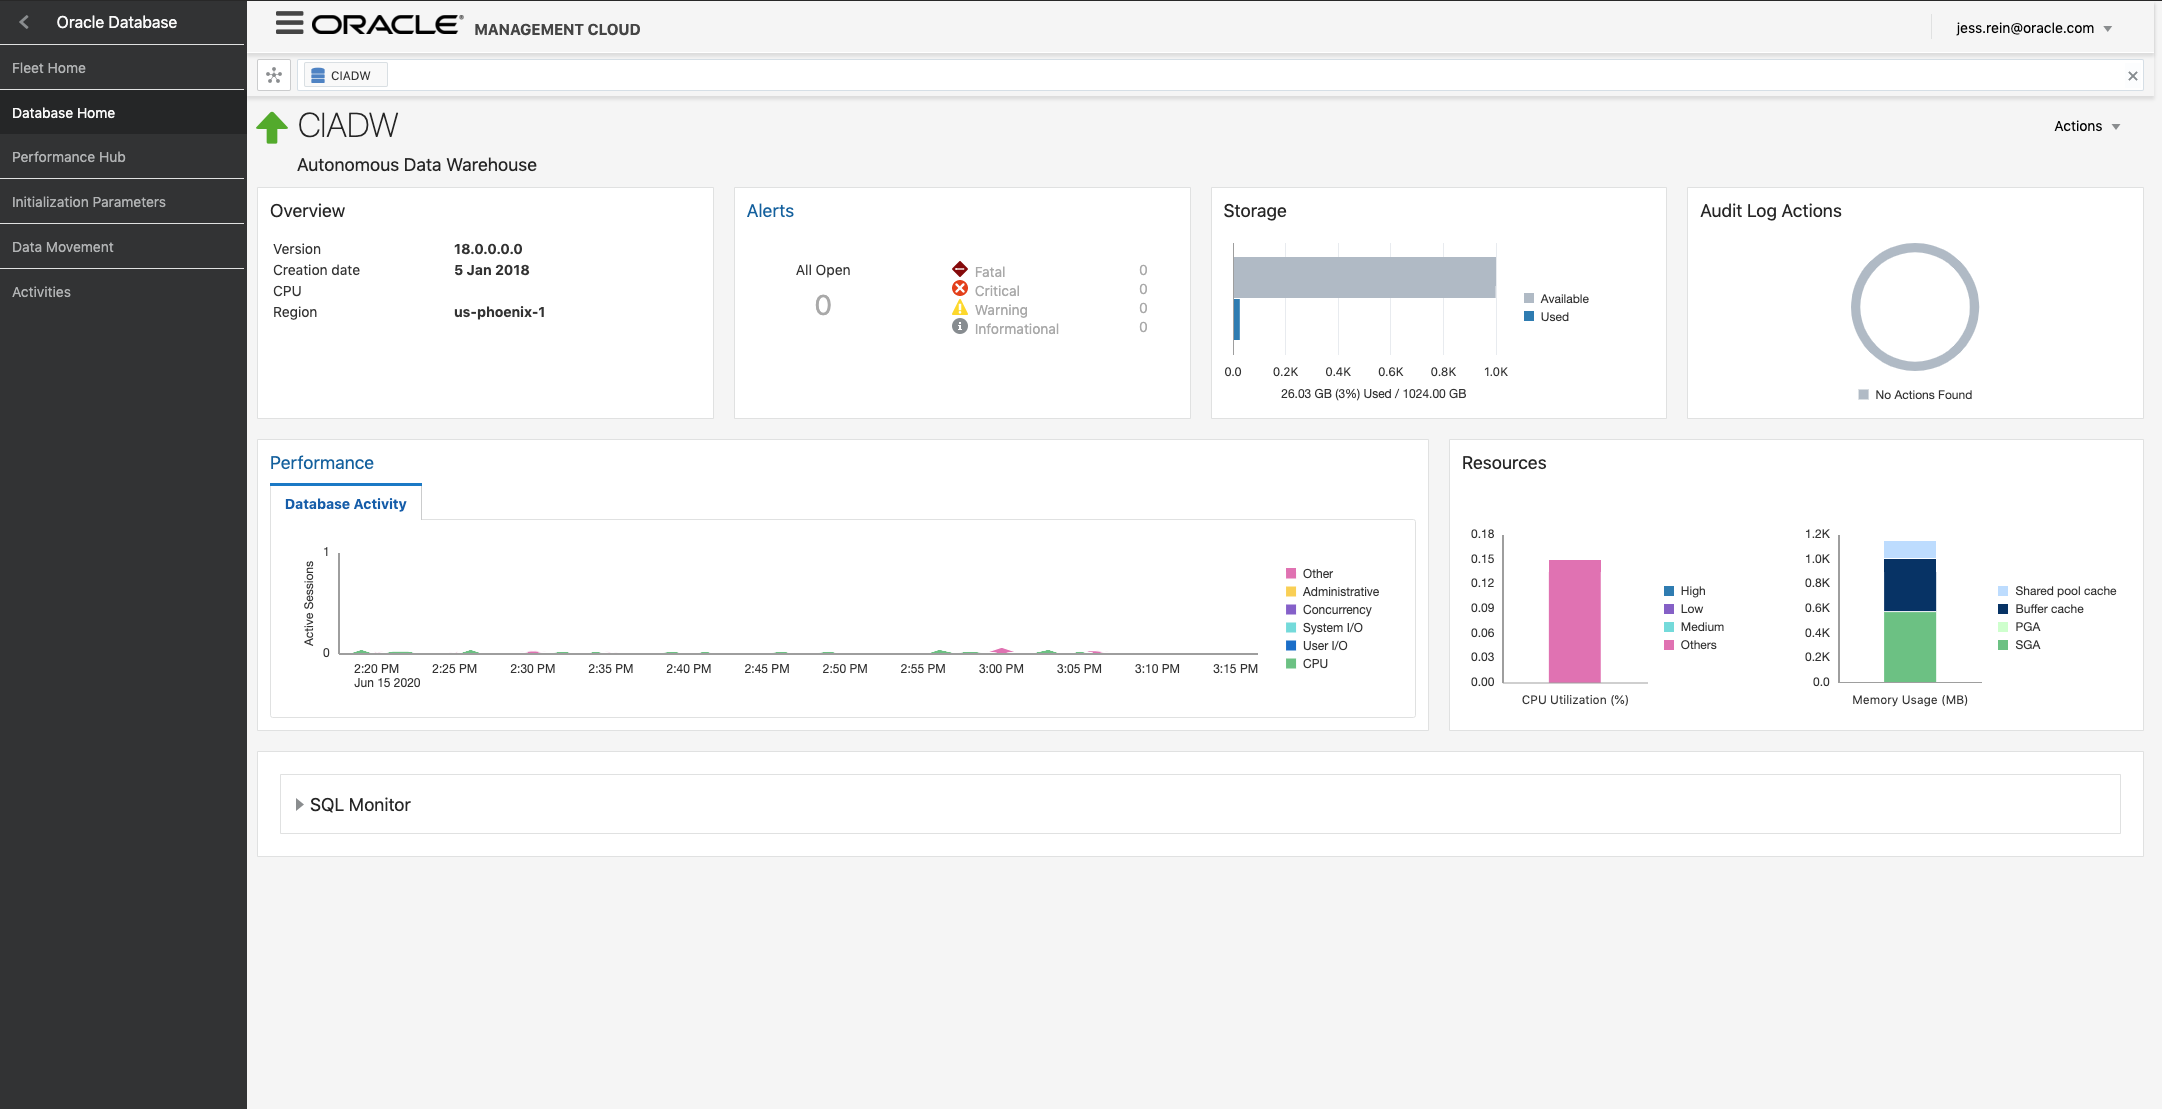 Oracle Database
Fleet Home
Database Home
Performance Hub
Initialization Parameters
Data Movement
Activities
ORACLE® MANAGEMENT CLOUD
jess.rein@oracle.com
CIADW
CIADW
Actions
Autonomous Data Warehouse
Overview
Version 18.0.0.0.0
Creation date 5 Jan 2018
CPU
Region us-phoenix-1
Alerts
All Open
0
Fatal 0
Critical 0
Warning 0
Informational 0
Storage
Available
Used
0.0 0.2K 0.4K 0.6K 0.8K 1.0K
26.03 GB (3%) Used / 1024.00 GB
Audit Log Actions
No Actions Found
Performance
Database Activity
Active Sessions
1
0
2:20 PM 2:25 PM 2:30 PM 2:35 PM 2:40 PM 2:45 PM 2:50 PM 2:55 PM 3:00 PM 3:05 PM 3:10 PM 3:15 PM
Jun 15 2020
Other
Administrative
Concurrency
System I/O
User I/O
CPU
Resources
0.18
0.15
0.12
0.09
0.06
0.03
0.00
CPU Utilization (%)
High
Low
Medium
Others
1.2K
1.0K
0.8K
0.6K
0.4K
0.2K
0.0
Memory Usage (MB)
Shared pool cache
Buffer cache
PGA
SGA
SQL Monitor